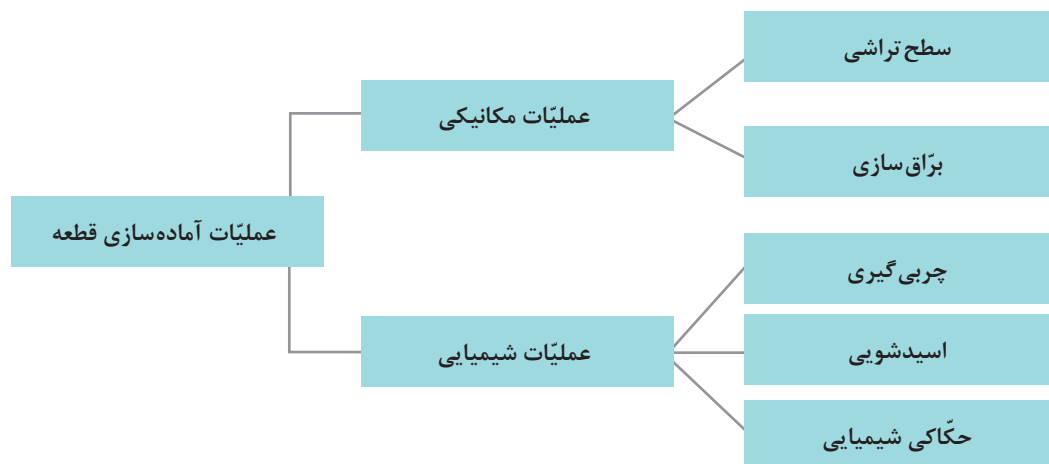 عملیّات آماده‌سازی قطعه
عملیّات مکانیکی
سطح‌تراشی
برّاق‌سازی
عملیّات شیمیایی
چربی‌گیری
اسیدشویی
حکّاکی شیمیایی